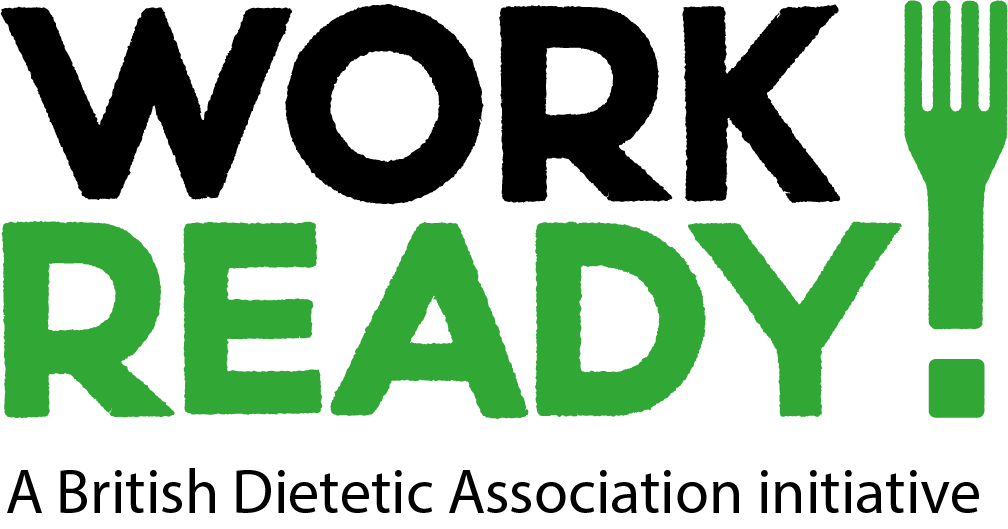 WORK
READY!
A British Dietetic Association initiative